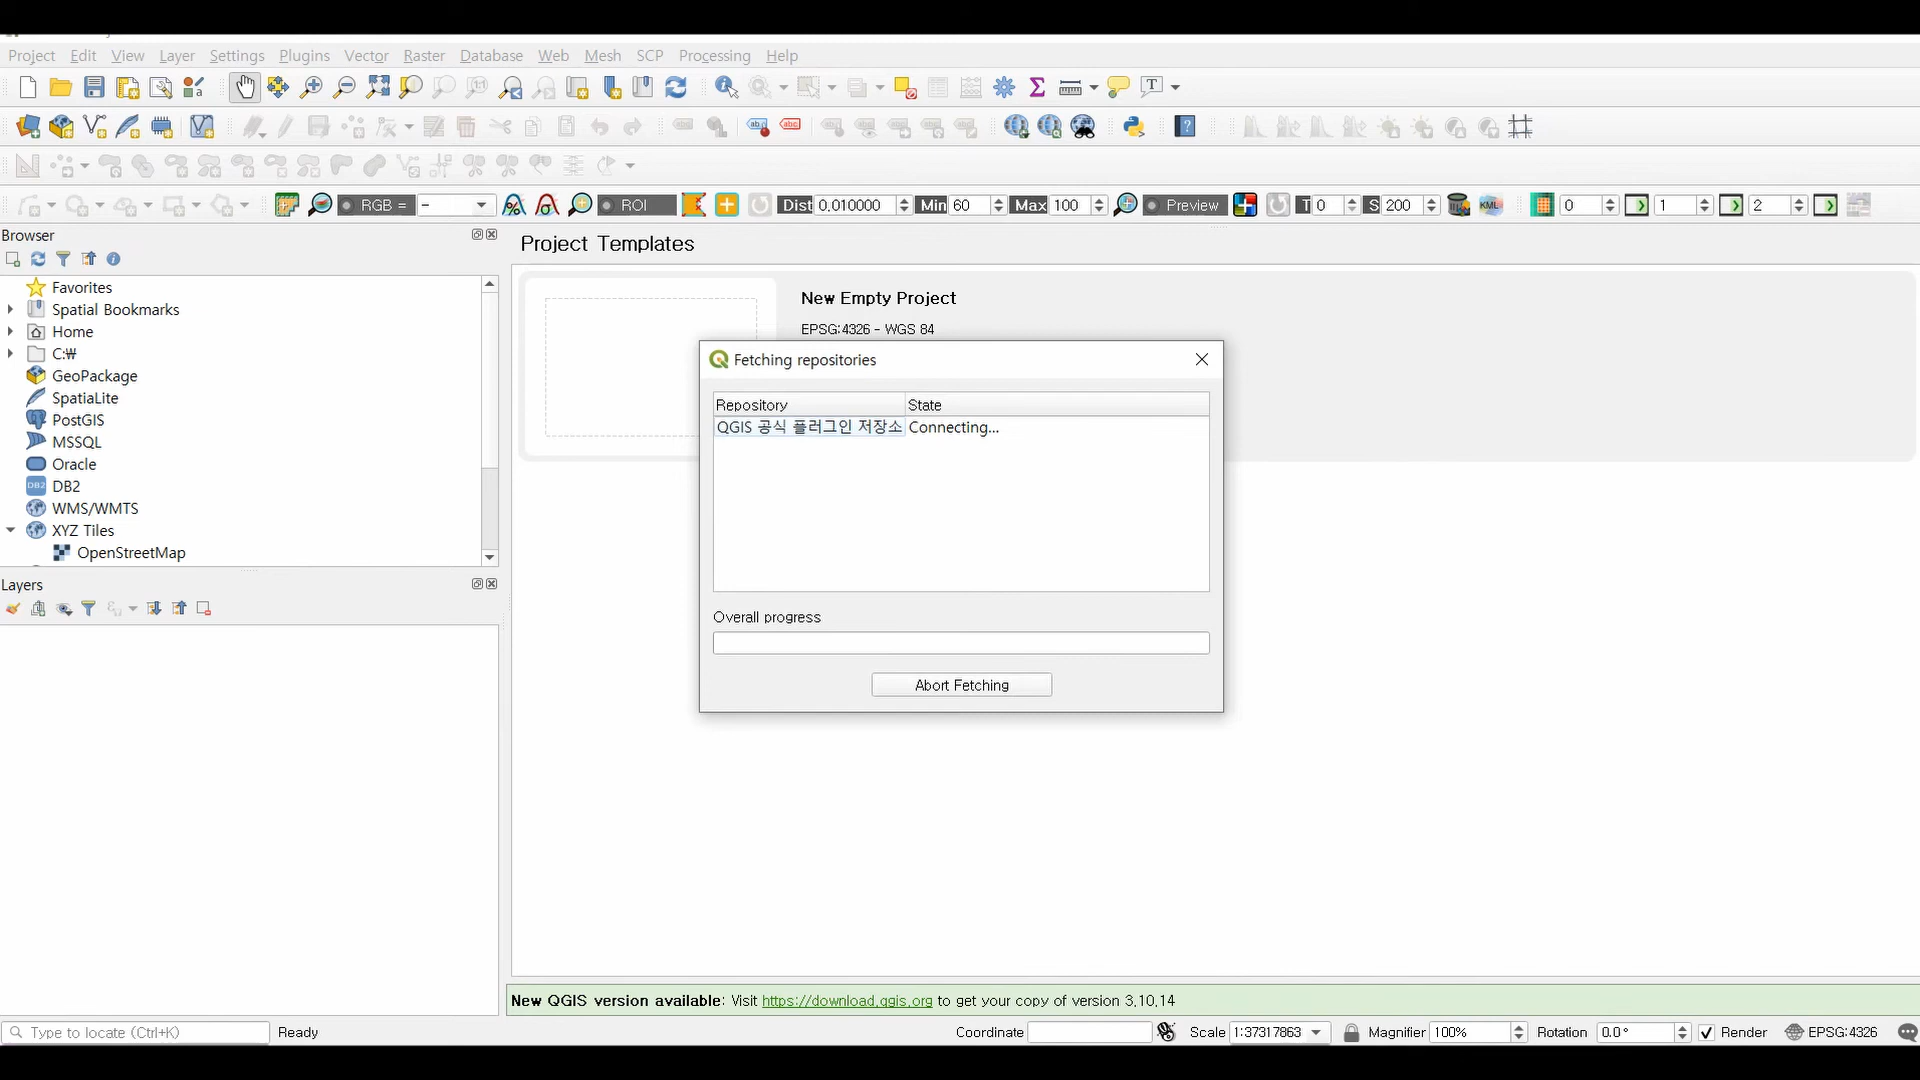 Project Edit View Layer Settings Plugins Vector Raster Database Web Mesh SCP Processing Help
RGB = - ROI Dist 0.010000 Min 60 Max 100 Preview T 0 S 200 KML 0 1 2
Browser
Project Templates
Favorites
Spatial Bookmarks
Home
C:₩
GeoPackage
SpatiaLite
PostGIS
MSSQL
Oracle
DB2
WMS/WMTS
XYZ Tiles
OpenStreetMap
New Empty Project
EPSG:4326 - WGS 84
Fetching repositories
Repository State
QGIS 공식 플러그인 저장소 Connecting...
Overall progress
Abort Fetching
Layers
New QGIS version available: Visit https://download.qgis.org to get your copy of version 3.10.14
Type to locate (Ctrl+K) Ready Coordinate Scale 1:37317863 Magnifier 100% Rotation 0.0 ° Render EPSG:4326